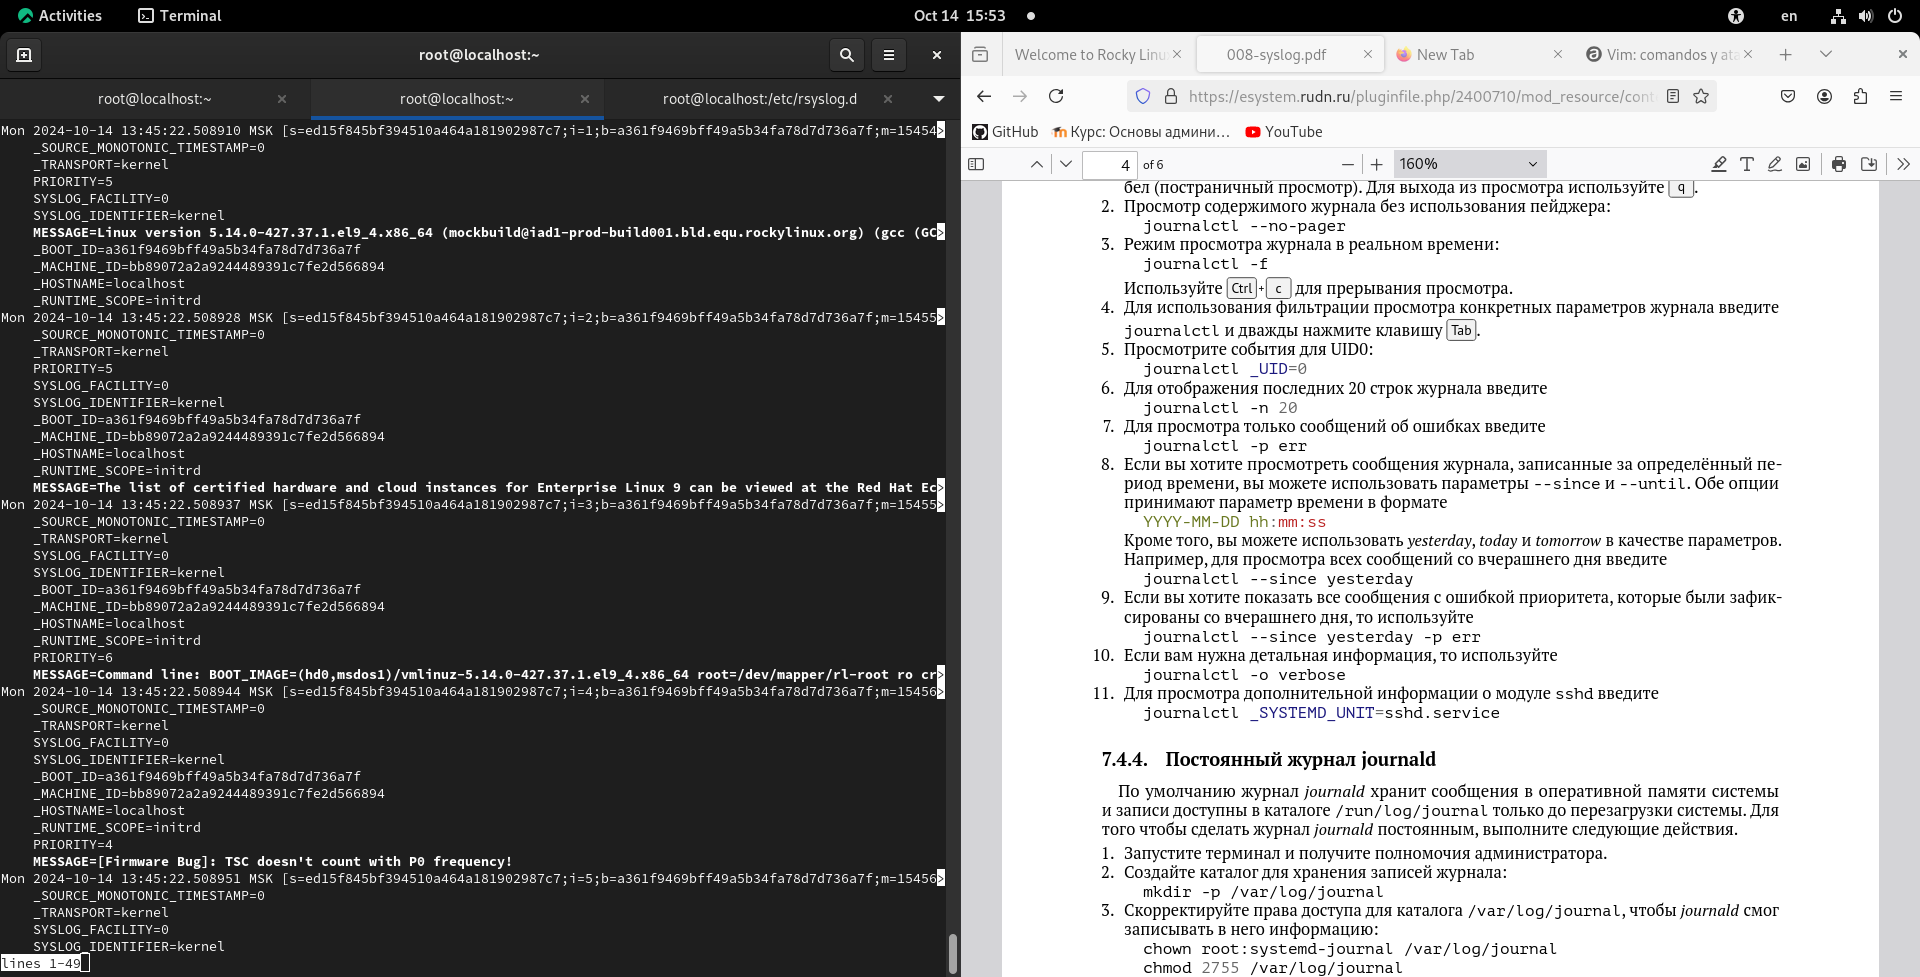 Activities
Terminal
Oct 14 15:53
en
root@localhost:~
root@localhost:~
root@localhost:~
root@localhost:/etc/rsyslog.d
Mon 2024-10-14 13:45:22.508910 MSK [s=ed15f845bf394510a464a181902987c7;i=1;b=a361f9469bff49a5b34fa78d7d736a7f;m=15454>
_SOURCE_MONOTONIC_TIMESTAMP=0
_TRANSPORT=kernel
PRIORITY=5
SYSLOG_FACILITY=0
SYSLOG_IDENTIFIER=kernel
MESSAGE=Linux version 5.14.0-427.37.1.el9_4.x86_64 (mockbuild@iad1-prod-build001.bld.equ.rockylinux.org) (gcc (GC>
_BOOT_ID=a361f9469bff49a5b34fa78d7d736a7f
_MACHINE_ID=bb89072a2a9244489391c7fe2d566894
_HOSTNAME=localhost
_RUNTIME_SCOPE=initrd
Mon 2024-10-14 13:45:22.508928 MSK [s=ed15f845bf394510a464a181902987c7;i=2;b=a361f9469bff49a5b34fa78d7d736a7f;m=15455>
_SOURCE_MONOTONIC_TIMESTAMP=0
_TRANSPORT=kernel
PRIORITY=5
SYSLOG_FACILITY=0
SYSLOG_IDENTIFIER=kernel
_BOOT_ID=a361f9469bff49a5b34fa78d7d736a7f
_MACHINE_ID=bb89072a2a9244489391c7fe2d566894
_HOSTNAME=localhost
_RUNTIME_SCOPE=initrd
MESSAGE=The list of certified hardware and cloud instances for Enterprise Linux 9 can be viewed at the Red Hat Ec>
Mon 2024-10-14 13:45:22.508937 MSK [s=ed15f845bf394510a464a181902987c7;i=3;b=a361f9469bff49a5b34fa78d7d736a7f;m=15455>
_SOURCE_MONOTONIC_TIMESTAMP=0
_TRANSPORT=kernel
SYSLOG_FACILITY=0
SYSLOG_IDENTIFIER=kernel
_BOOT_ID=a361f9469bff49a5b34fa78d7d736a7f
_MACHINE_ID=bb89072a2a9244489391c7fe2d566894
_HOSTNAME=localhost
_RUNTIME_SCOPE=initrd
PRIORITY=6
MESSAGE=Command line: BOOT_IMAGE=(hd0,msdos1)/vmlinuz-5.14.0-427.37.1.el9_4.x86_64 root=/dev/mapper/rl-root ro cr>
Mon 2024-10-14 13:45:22.508944 MSK [s=ed15f845bf394510a464a181902987c7;i=4;b=a361f9469bff49a5b34fa78d7d736a7f;m=15456>
_SOURCE_MONOTONIC_TIMESTAMP=0
_TRANSPORT=kernel
SYSLOG_FACILITY=0
SYSLOG_IDENTIFIER=kernel
_BOOT_ID=a361f9469bff49a5b34fa78d7d736a7f
_MACHINE_ID=bb89072a2a9244489391c7fe2d566894
_HOSTNAME=localhost
_RUNTIME_SCOPE=initrd
PRIORITY=4
MESSAGE=[Firmware Bug]: TSC doesn't count with P0 frequency!
Mon 2024-10-14 13:45:22.508951 MSK [s=ed15f845bf394510a464a181902987c7;i=5;b=a361f9469bff49a5b34fa78d7d736a7f;m=15456>
_SOURCE_MONOTONIC_TIMESTAMP=0
_TRANSPORT=kernel
SYSLOG_FACILITY=0
SYSLOG_IDENTIFIER=kernel
lines 1-49
Welcome to Rocky Linu
008-syslog.pdf
New Tab
Vim: comandos y ata
https://esystem.rudn.ru/pluginfile.php/2400710/mod_resource/cont
GitHub
Курс: Основы админи…
YouTube
4 of 6
160%
бел (постраничный просмотр). Для выхода из просмотра используйте q .
2. Просмотр содержимого журнала без использования пейджера:
journalctl --no-pager
3. Режим просмотра журнала в реальном времени:
journalctl -f
Используйте Ctrl + c для прерывания просмотра.
4. Для использования фильтрации просмотра конкретных параметров журнала введите
journalctl и дважды нажмите клавишу Tab .
5. Просмотрите события для UID0:
journalctl _UID=0
6. Для отображения последних 20 строк журнала введите
journalctl -n 20
7. Для просмотра только сообщений об ошибках введите
journalctl -p err
8. Если вы хотите просмотреть сообщения журнала, записанные за определённый пе-
риод времени, вы можете использовать параметры --since и --until. Обе опции
принимают параметр времени в формате
YYYY-MM-DD hh:mm:ss
Кроме того, вы можете использовать yesterday, today и tomorrow в качестве параметров.
Например, для просмотра всех сообщений со вчерашнего дня введите
journalctl --since yesterday
9. Если вы хотите показать все сообщения с ошибкой приоритета, которые были зафик-
сированы со вчерашнего дня, то используйте
journalctl --since yesterday -p err
10. Если вам нужна детальная информация, то используйте
journalctl -o verbose
11. Для просмотра дополнительной информации о модуле sshd введите
journalctl _SYSTEMD_UNIT=sshd.service
7.4.4. Постоянный журнал journald
По умолчанию журнал journald хранит сообщения в оперативной памяти системы
и записи доступны в каталоге /run/log/journal только до перезагрузки системы. Для
того чтобы сделать журнал journald постоянным, выполните следующие действия.
1. Запустите терминал и получите полномочия администратора.
2. Создайте каталог для хранения записей журнала:
mkdir -p /var/log/journal
3. Скорректируйте права доступа для каталога /var/log/journal, чтобы journald смог
записывать в него информацию:
chown root:systemd-journal /var/log/journal
chmod 2755 /var/log/journal